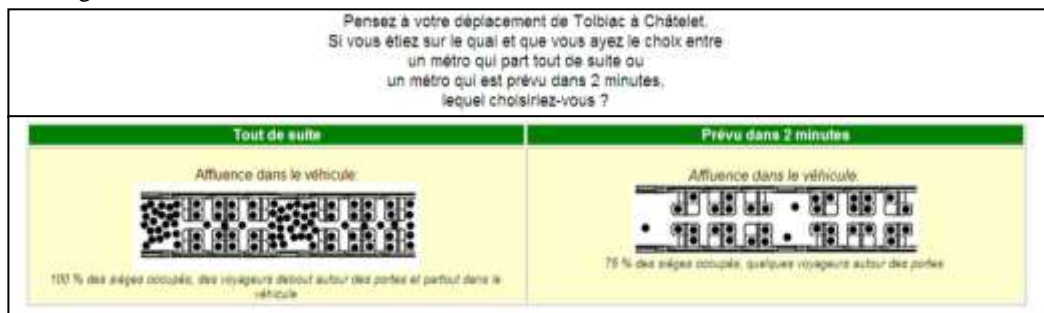 Pensez à votre déplacement de Tolbiac à Châtelet.
Si vous étiez sur le quai et que vous ayez le choix entre
un métro qui part tout de suite ou
un métro qui est prévu dans 2 minutes,
lequel choisiriez-vous ?
Tout de suite
Prévu dans 2 minutes
Affluence dans le véhicule:
Affluence dans le véhicule:
100 % des sièges occupés, des voyageurs debout autour des portes et partout dans le
véhicule
75 % des sièges occupés, quelques voyageurs autour des portes